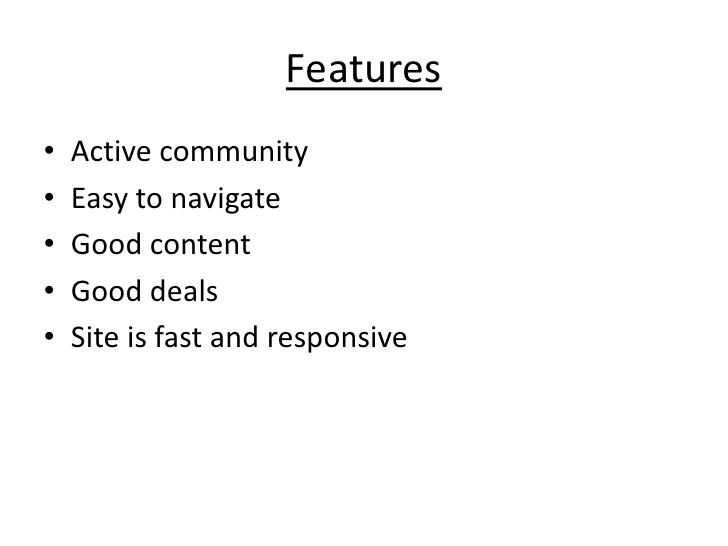 Features
• Active community
• Easy to navigate
• Good content
• Good deals
• Site is fast and responsive